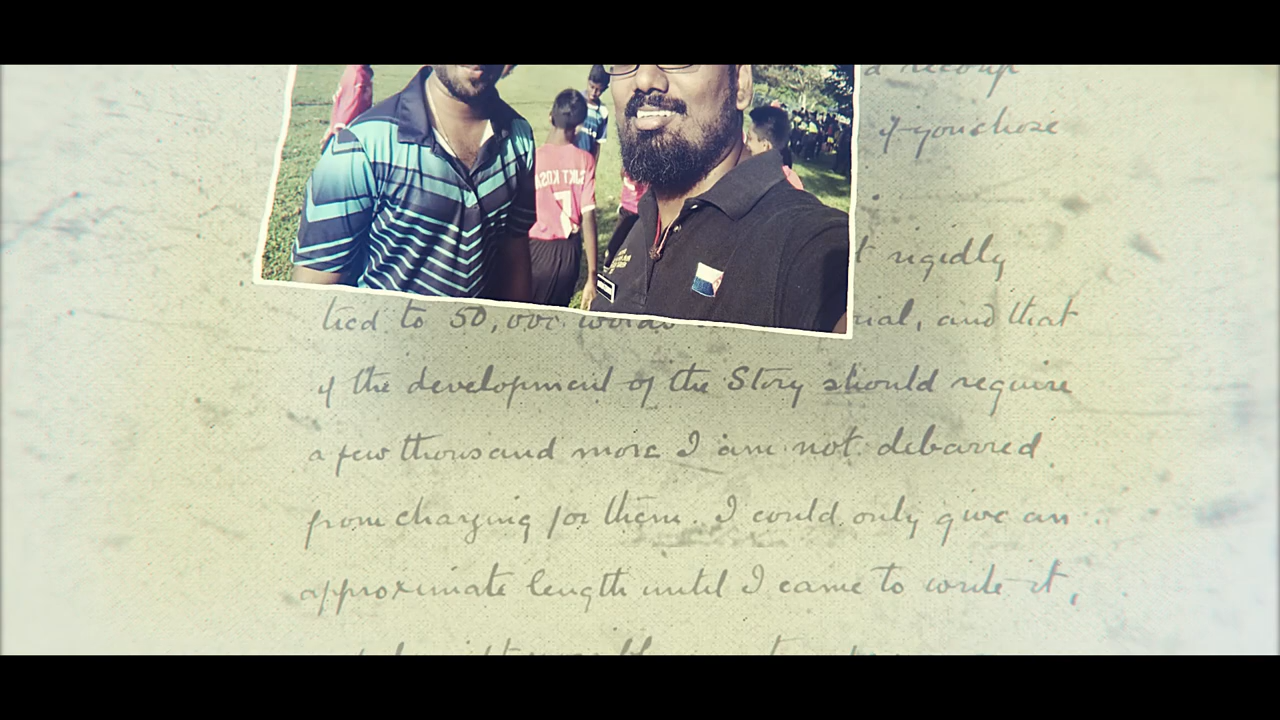 if you chose
rigidly
tied to 50,000 words and that
if the development of the Story should require
a few thousand more I am not debarred
from charging for them. I could only give an
approximate length until I came to write it,
7